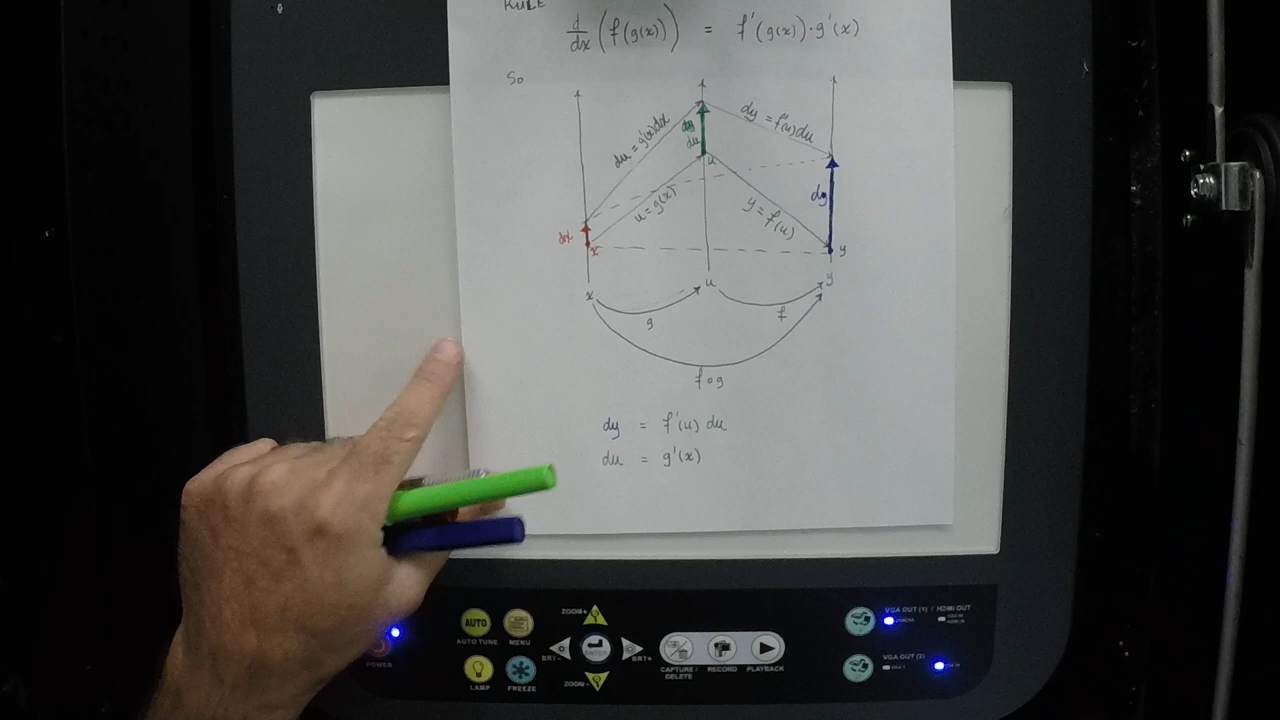 RULE
d/dx (f(g(x))) = f'(g(x))·g'(x)
So
du = g'(x)dx
dy = f'(u)du
dy
du
u
u = g(x)
y = f(u)
dy
dx
x
y
x
u
y
g
f
f∘g
dy = f'(u) du
du = g'(x)
AUTO
AUTO TUNE
MENU
ZOOM+
BRT-
BRT+
CAPTURE / DELETE
RECORD
PLAYBACK
VGA OUT (1) / HDMI OUT
VGA OUT (2)
POWER
LAMP
FREEZE
ZOOM-